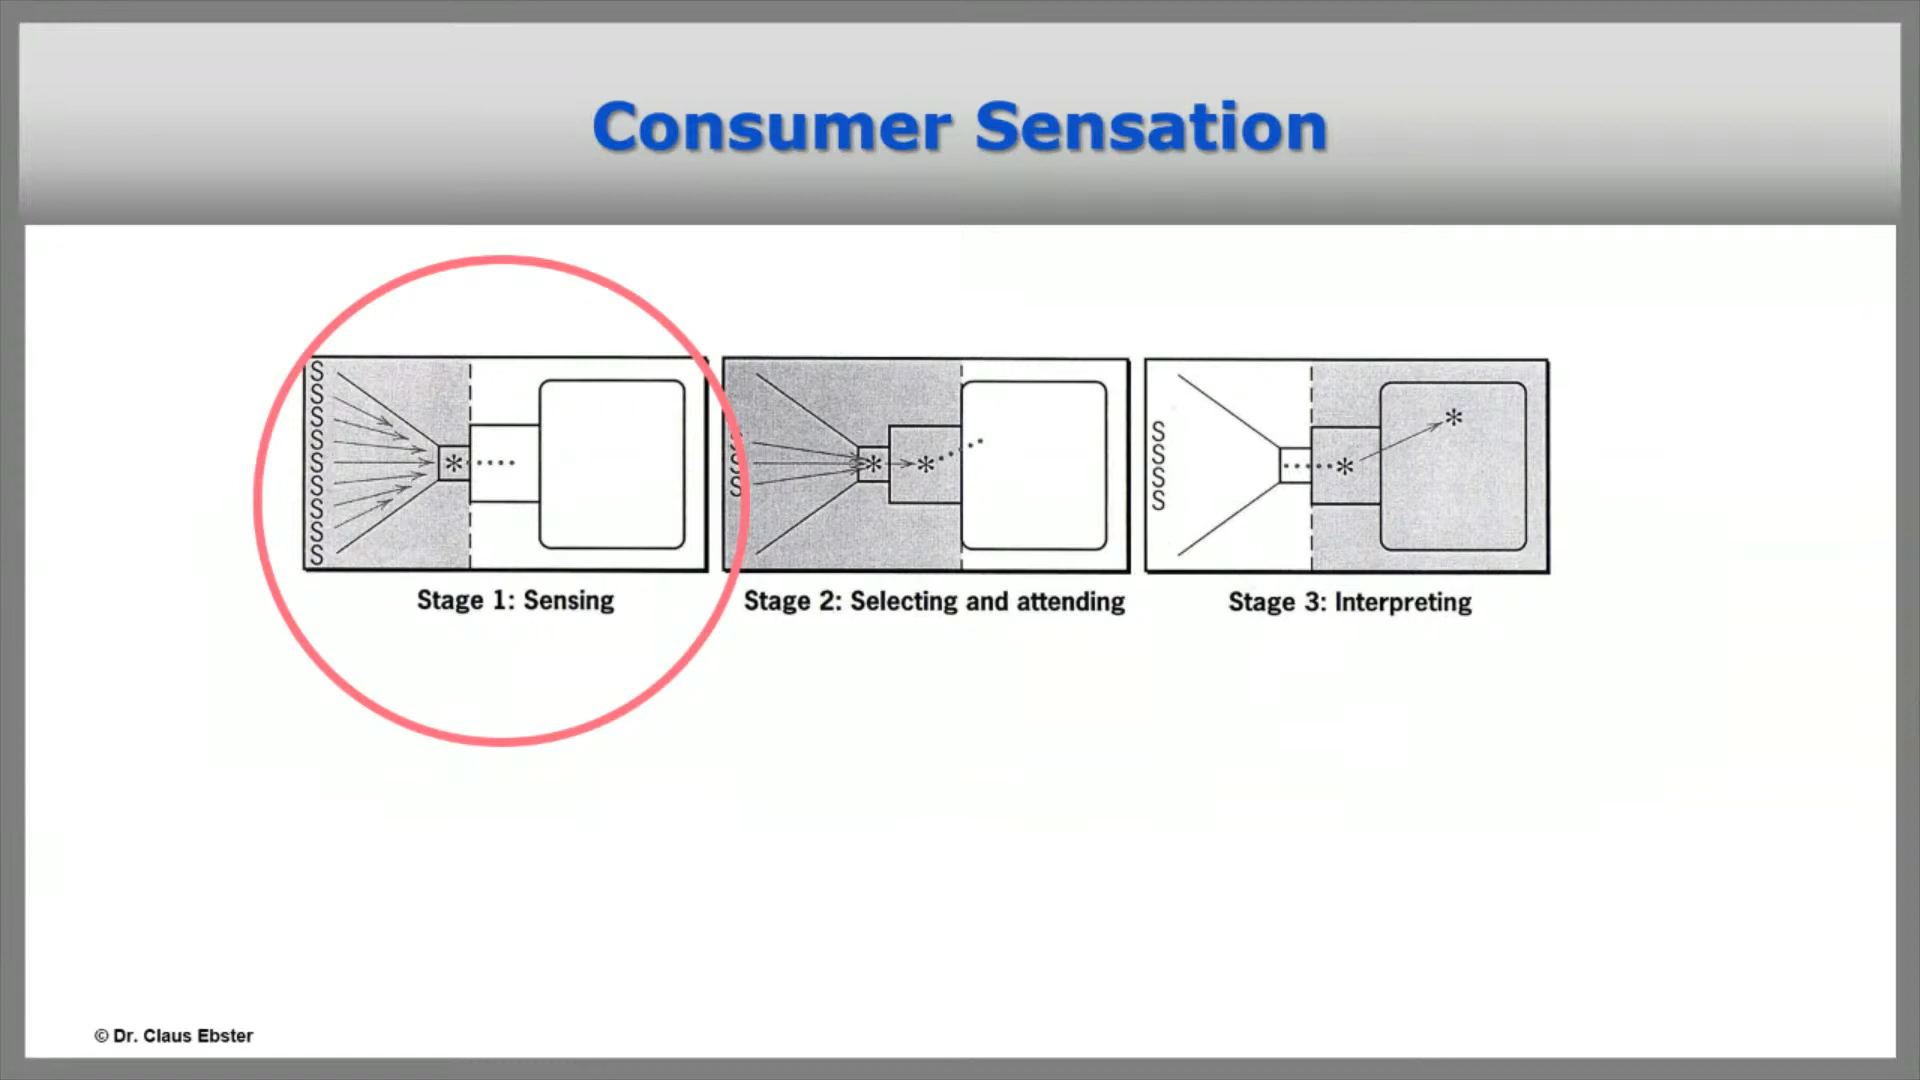 Consumer Sensation
S
S
S
S
S
S
S
S
S
*
S
S
S
*
*
S
S
S
S
*
*
Stage 1: Sensing
Stage 2: Selecting and attending
Stage 3: Interpreting
© Dr. Claus Ebster